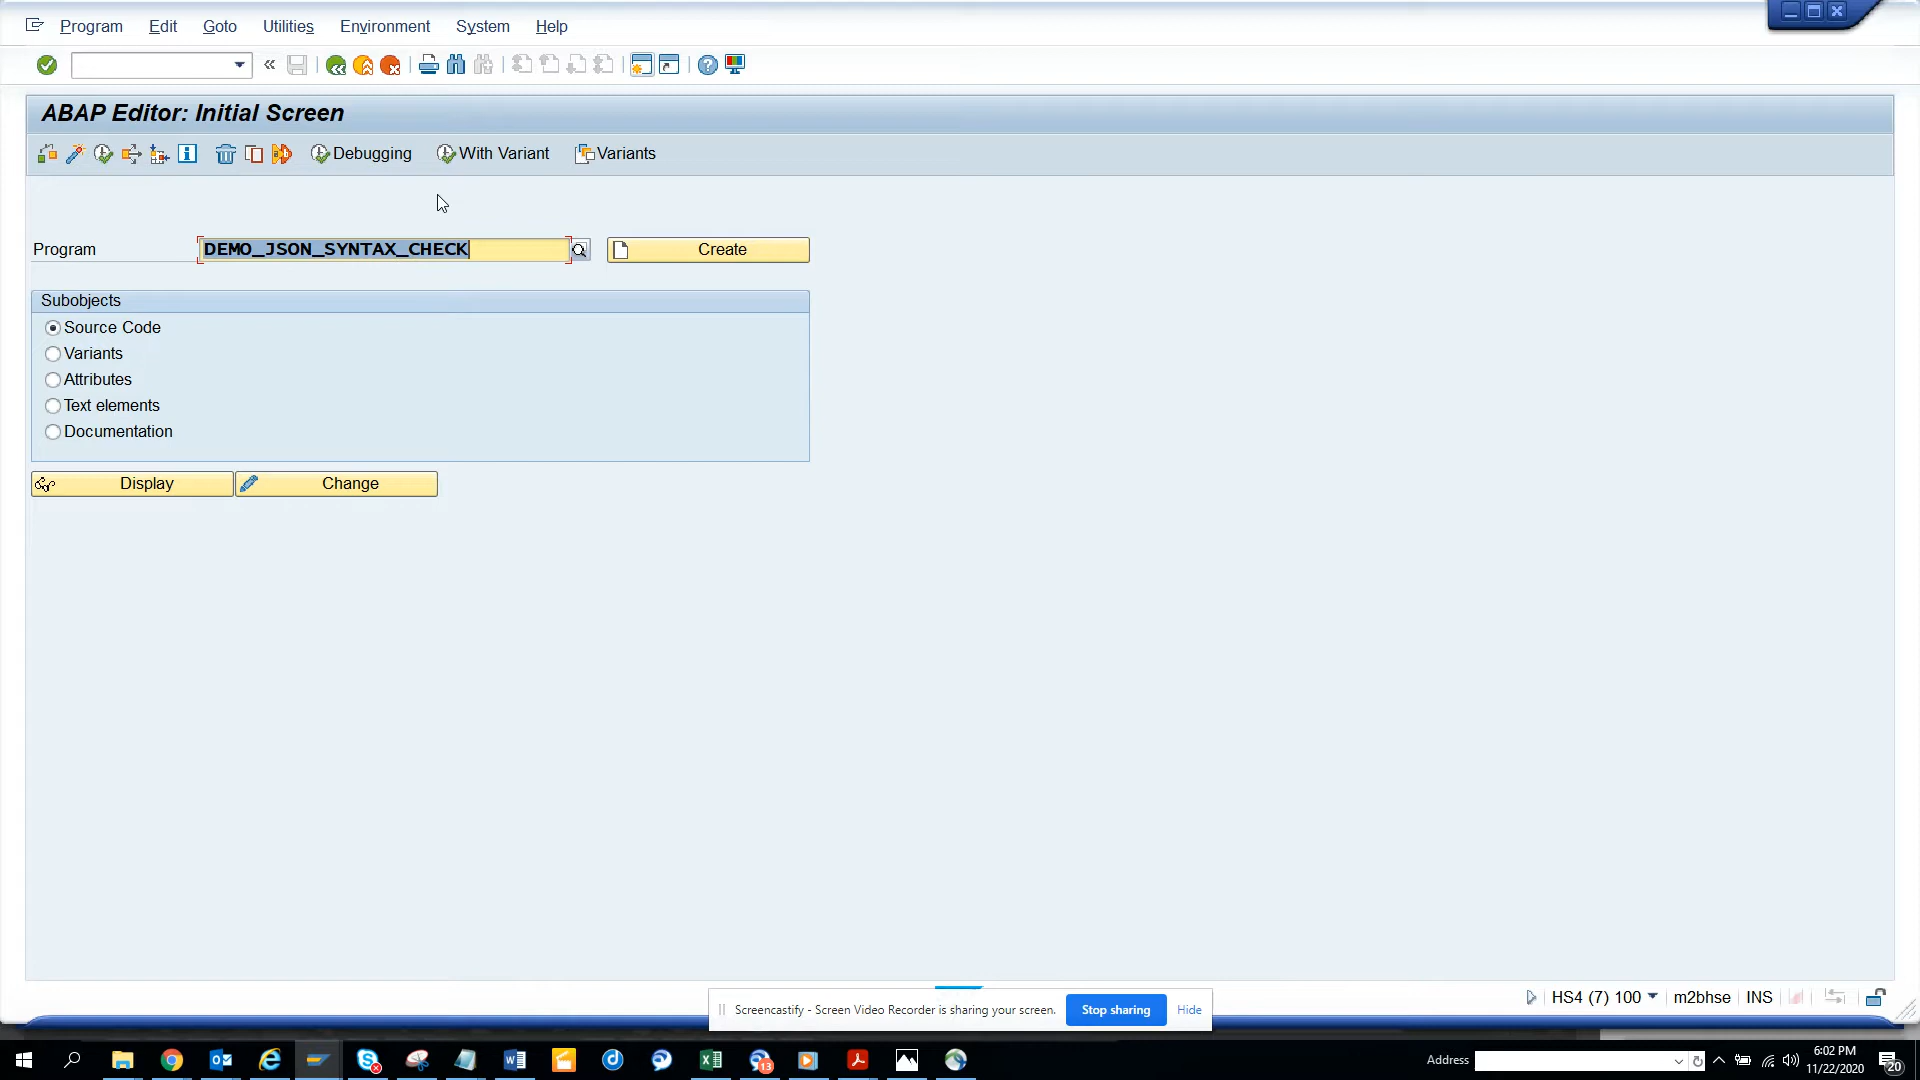 Program Edit Goto Utilities Environment System Help
ABAP Editor: Initial Screen
Debugging With Variant Variants
Program DEMO_JSON_SYNTAX_CHECK Create
Subobjects
Source Code
Variants
Attributes
Text elements
Documentation
Display Change
HS4 (7) 100 m2bhse INS
Screencastify - Screen Video Recorder is sharing your screen. Stop sharing Hide
Address
6:02 PM
11/22/2020
13
20